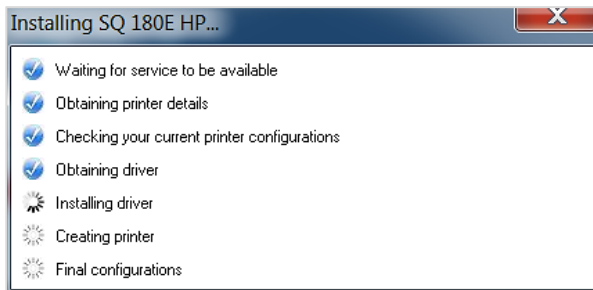 Installing SQ 180E HP...
Waiting for service to be available
Obtaining printer details
Checking your current printer configurations
Obtaining driver
Installing driver
Creating printer
Final configurations